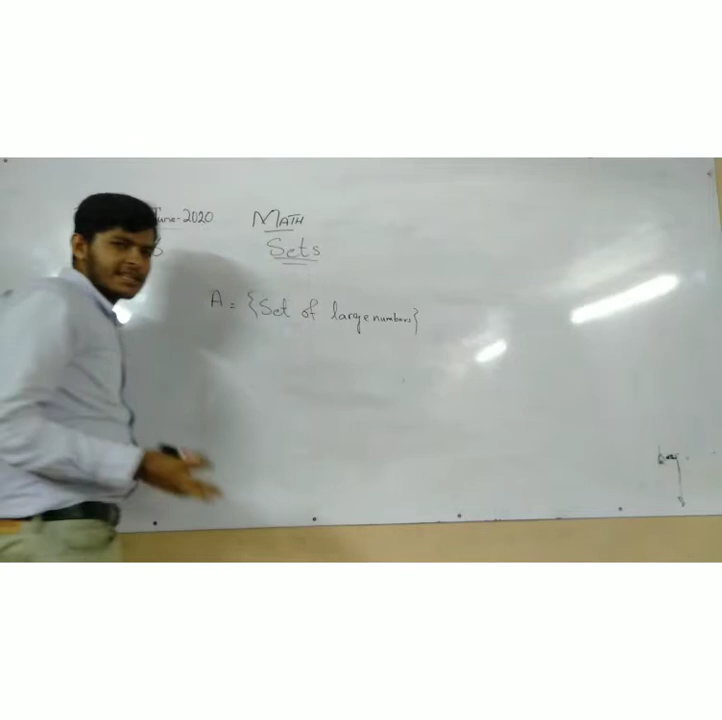 June-2020
MATH
Sets
A = {Set of large numbers}